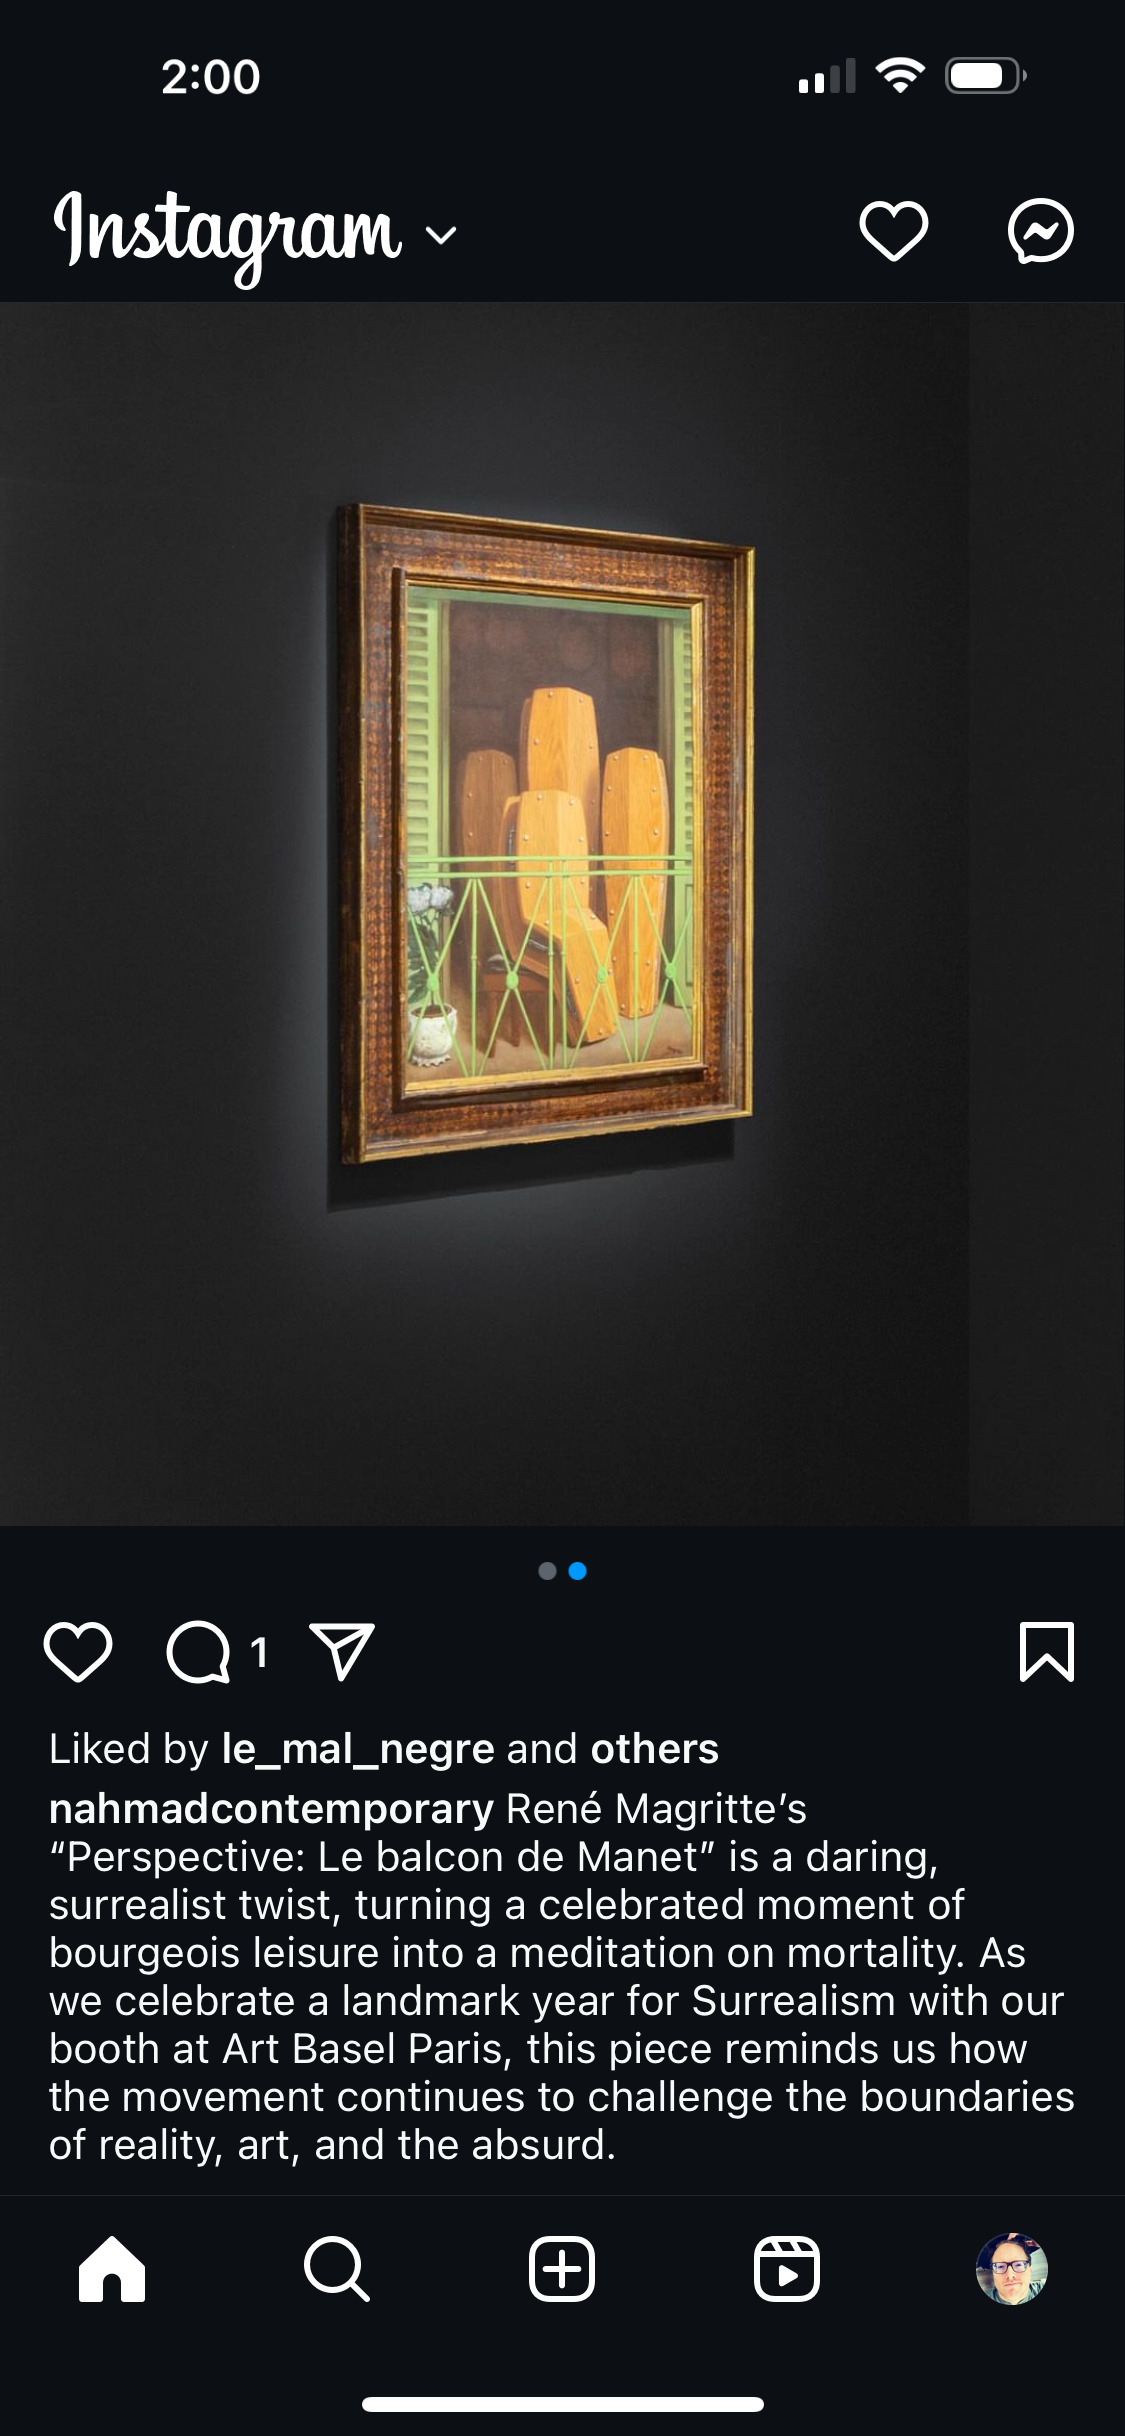 2:00
Instagram
1
Liked by le_mal_negre and others
nahmadcontemporary René Magritte’s
“Perspective: Le balcon de Manet” is a daring,
surrealist twist, turning a celebrated moment of
bourgeois leisure into a meditation on mortality. As
we celebrate a landmark year for Surrealism with our
booth at Art Basel Paris, this piece reminds us how
the movement continues to challenge the boundaries
of reality, art, and the absurd.